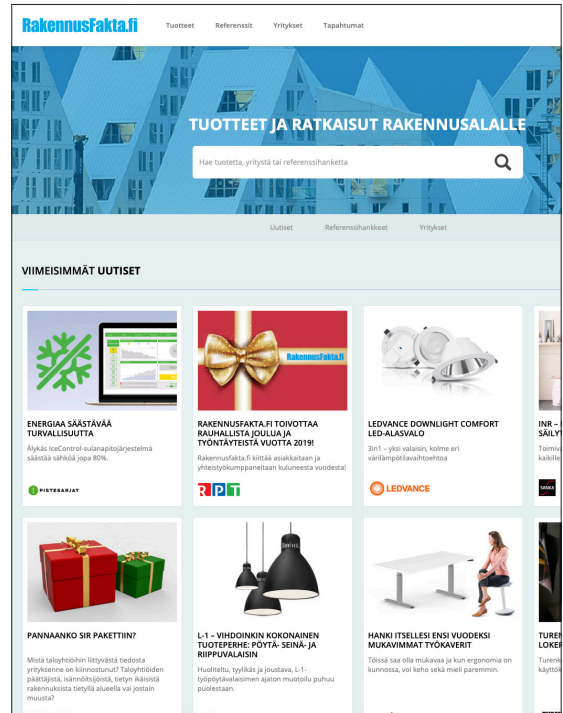 RakennusFakta.fi
Tuotteet Referenssit Yritykset Tapahtumat
TUOTTEET JA RATKAISUT RAKENNUSALALLE
Hae tuotetta, yritystä tai referenssihanketta
Uutiset Referenssihankkeet Yritykset
VIIMEISIMMÄT UUTISET
ENERGIAA SÄÄSTÄVÄÄ
TURVALLISUUTTA
Älykäs IceControl-sulanapitojärjestelmä
säästää sähköä jopa 80%.
PISTESARJAT
RakennusFakta.fi
RAKENNUSFAKTA.FI TOIVOTTAA
RAUHALLISTA JOULUA JA
TYÖNTÄYTEISTÄ VUOTTA 2019!
Rakennusfakta.fi kiittää asiakkaitaan ja
yhteistyökumppaneitaan kuluneesta vuodesta!
RPT
LEDVANCE DOWNLIGHT COMFORT
LED-ALASVALO
3in1 – yksi valaisin, kolme eri
värilämpötilavaihtoehtoa
LEDVANCE
INR –
SÄILYT
Toimiva
kaikille
SANKA
PANNAANKO SIR PAKETTIIN?
Mistä taloyhtiöihin liittyvästä tiedosta
yrityksenne on kiinnostunut? Taloyhtiöiden
päättäjistä, isännöitsijöistä, tietyn ikäisistä
rakennuksista tietyllä alueella vai jostain
muusta?
L-1 – VIHDOINKIN KOKONAINEN
TUOTEPERHE: PÖYTÄ- SEINÄ- JA
RIIPPUVALAISIN
Huoliteltu, tyylikäs ja joustava, L-1-
työpöytävalaisimen ajaton muotoilu puhuu
puolestaan.
HANKI ITSELLESI ENSI VUODEKSI
MUKAVIMMAT TYÖKAVERIT
Töissä saa olla mukavaa ja kun ergonomia on
kunnossa, voi keho sekä mieli paremmin.
TUREN
LOKER
Turenk
käyttök